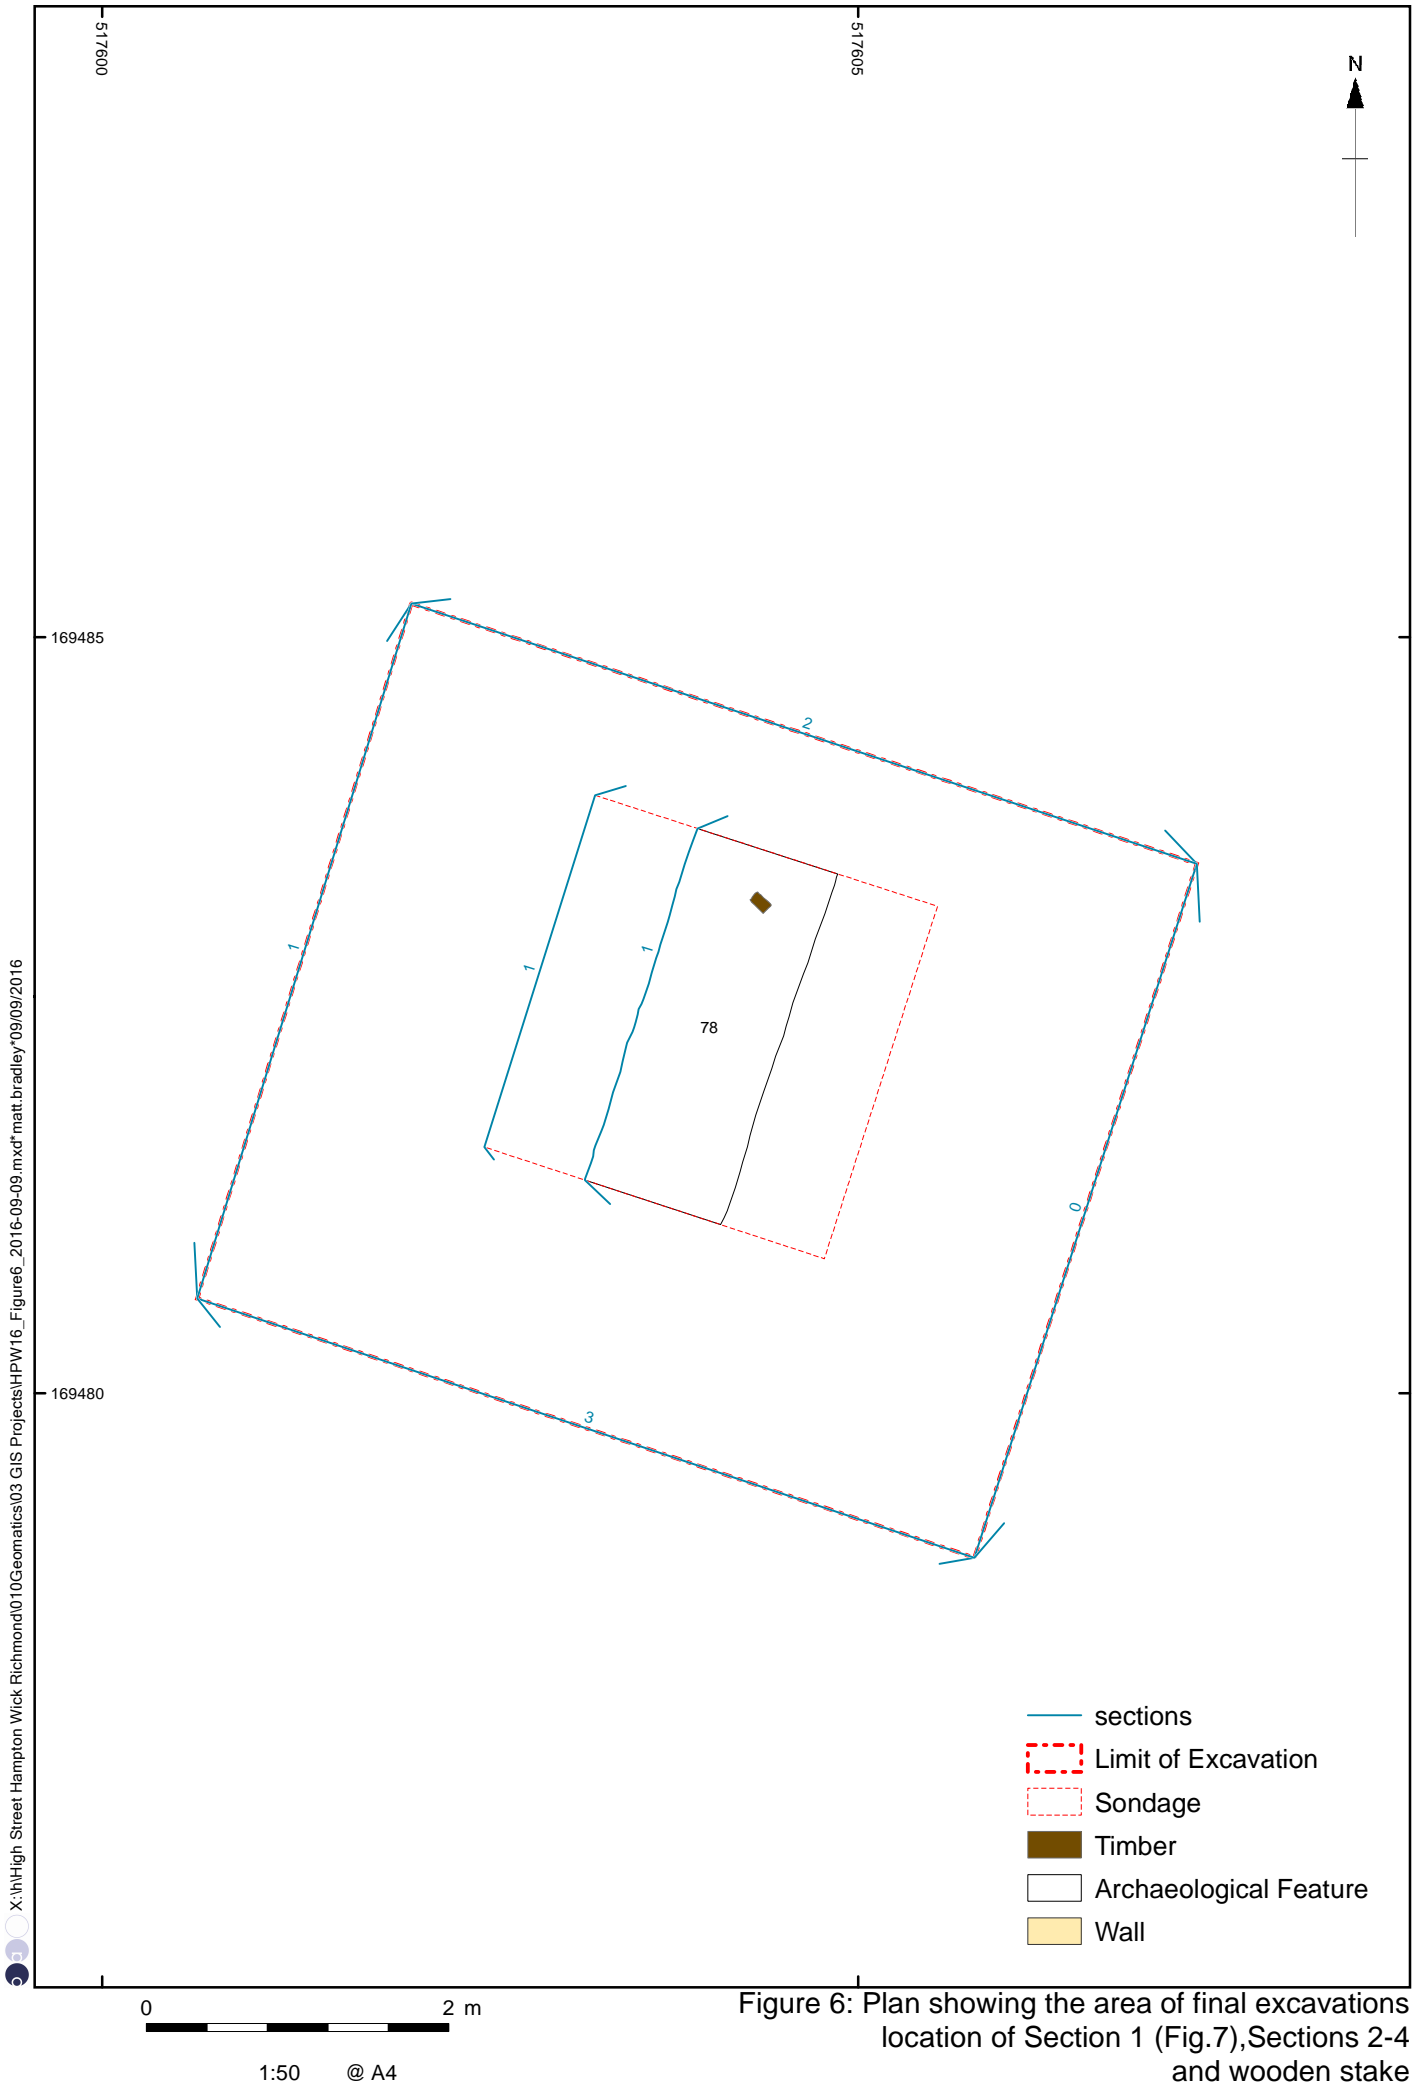 517600
517605
N
169485
2
1
1
1
78
0
169480
3
sections
Limit of Excavation
Sondage
Timber
Archaeological Feature
Wall
X:\h\High Street Hampton Wick Richmond\010Geomatics\03 GIS Projects\HPW16_Figure6_2016-09-09.mxd*matt.bradley*09/09/2016
0 2 m
1:50 @ A4
Figure 6: Plan showing the area of final excavations
location of Section 1 (Fig.7),Sections 2-4
and wooden stake